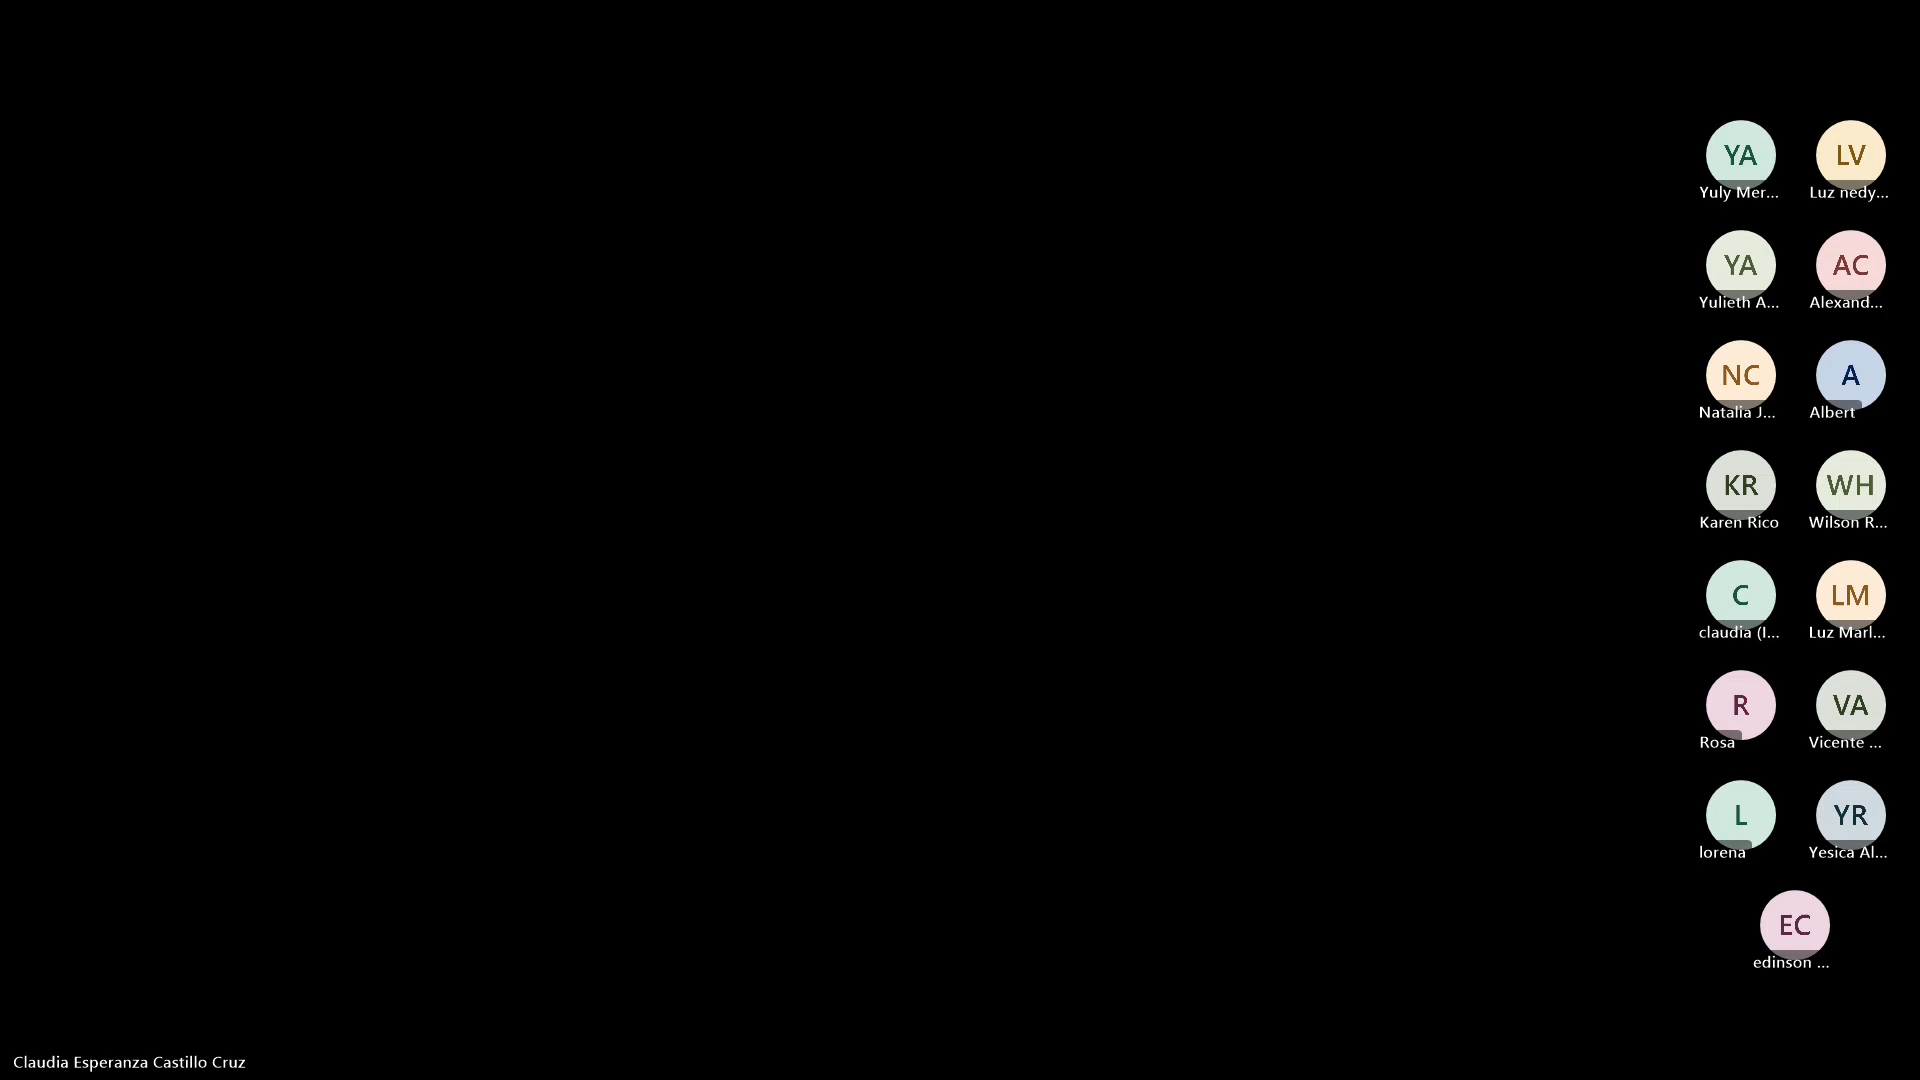 YA
LV
Yuly Mer...
Luz nedy...
YA
AC
Yulieth A...
Alexand...
NC
A
Natalia J...
Albert
KR
WH
Karen Rico
Wilson R...
C
LM
claudia (I...
Luz Marl...
R
VA
Rosa
Vicente ...
L
YR
lorena
Yesica Al...
EC
edinson ...
Claudia Esperanza Castillo Cruz